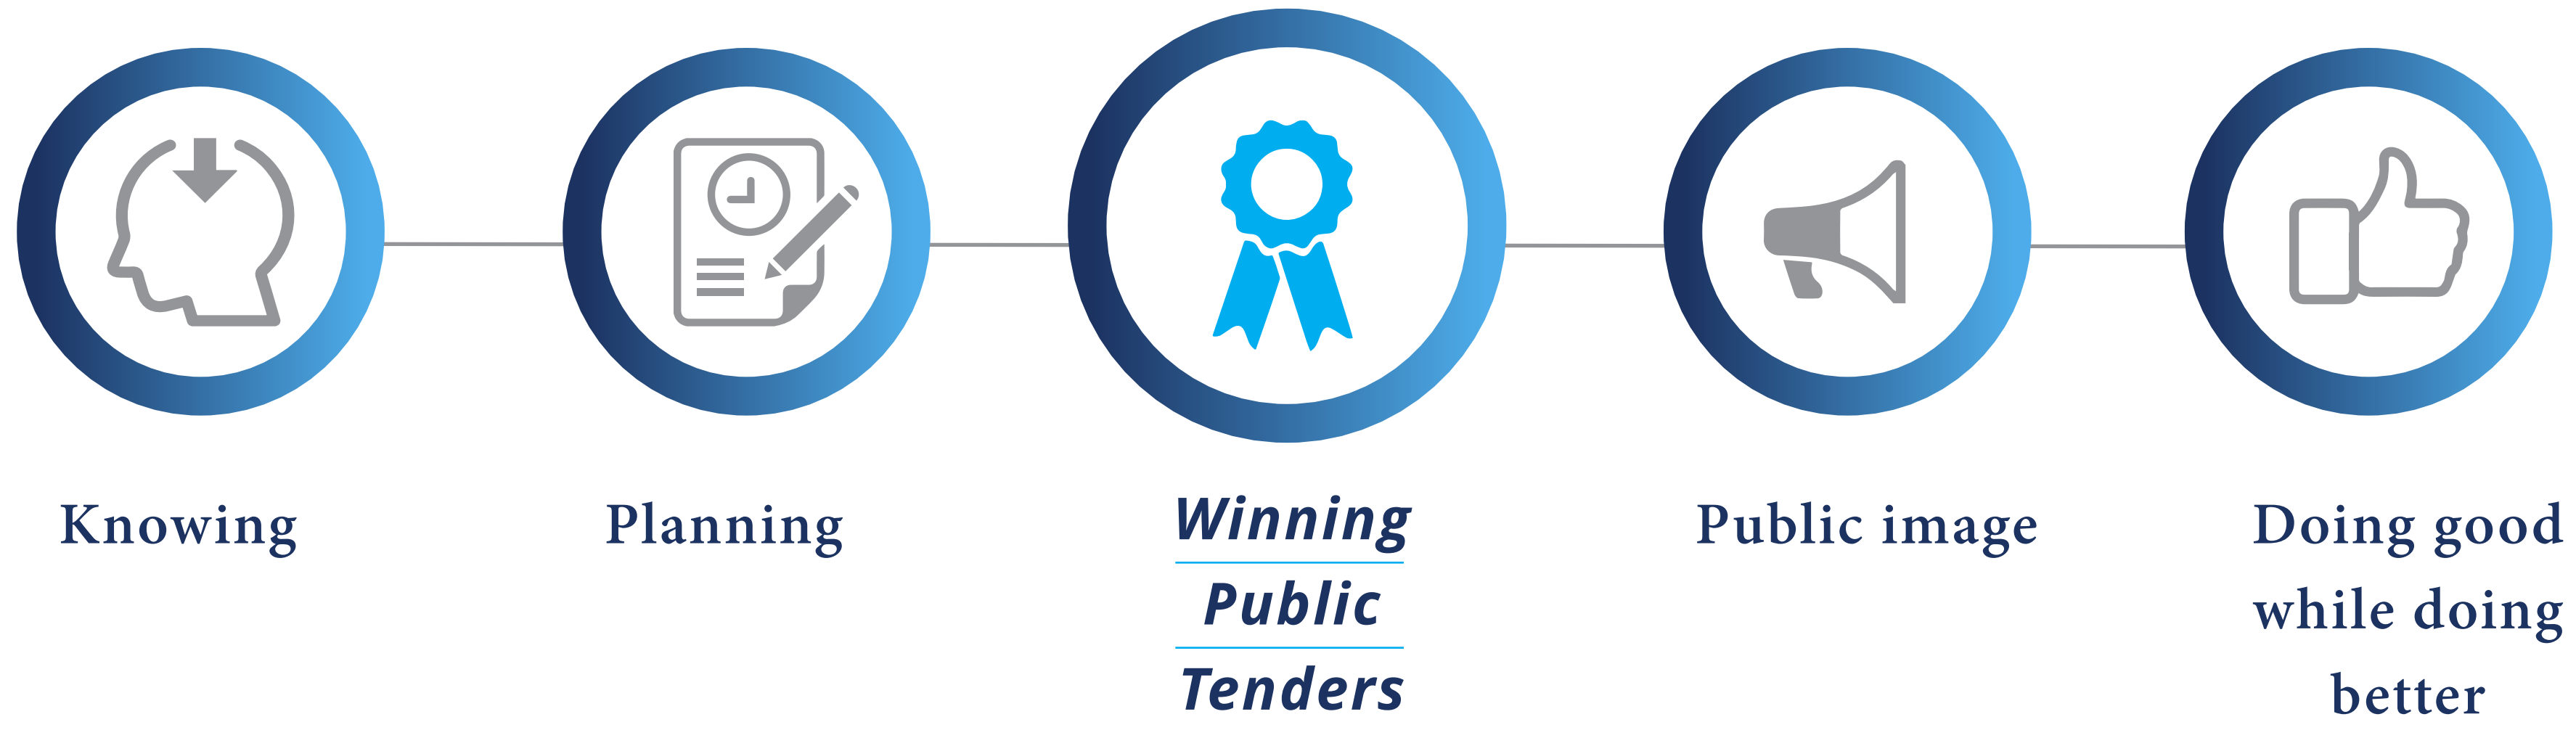 Knowing
Planning
Winning
Public
Tenders
Public image
Doing good
while doing
better